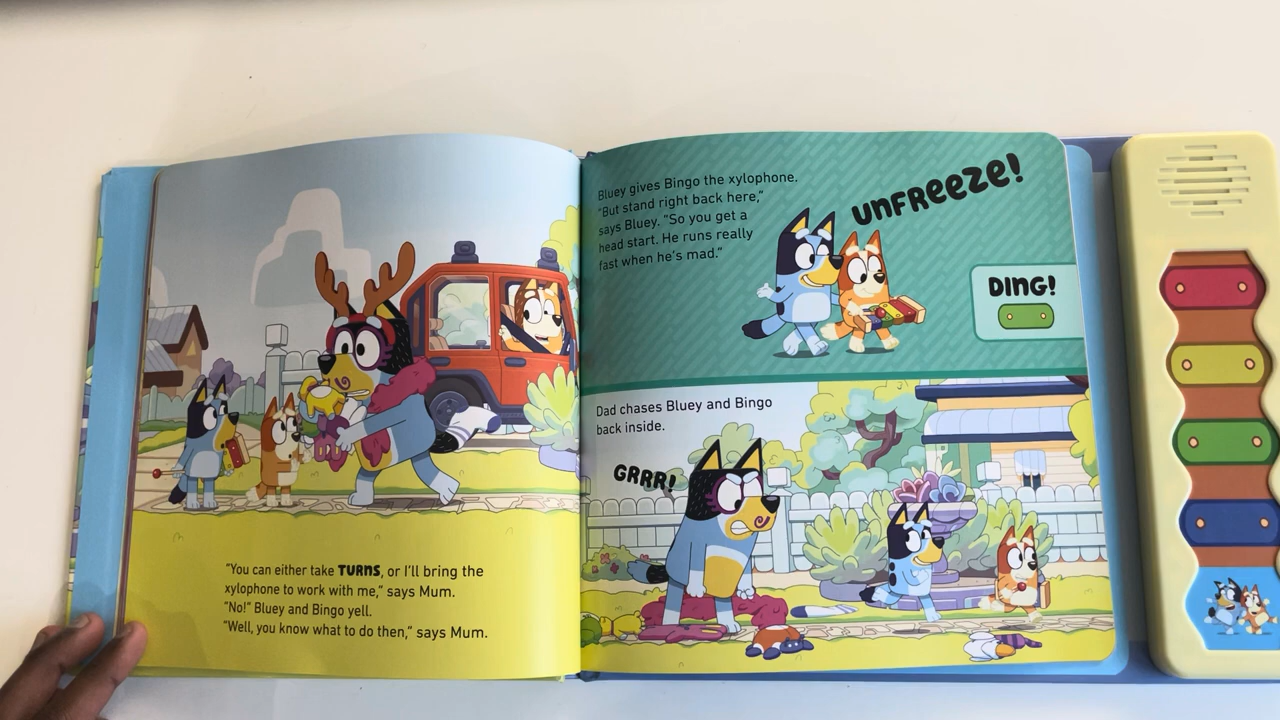 "You can either take TURNS, or I'll bring the
xylophone to work with me," says Mum.
"No!" Bluey and Bingo yell.
"Well, you know what to do then," says Mum.
Bluey gives Bingo the xylophone.
"But stand right back here,"
says Bluey. "So you get a
head start. He runs really
fast when he's mad."
UNFREEZE!
DING!
Dad chases Bluey and Bingo
back inside.
GRRR!